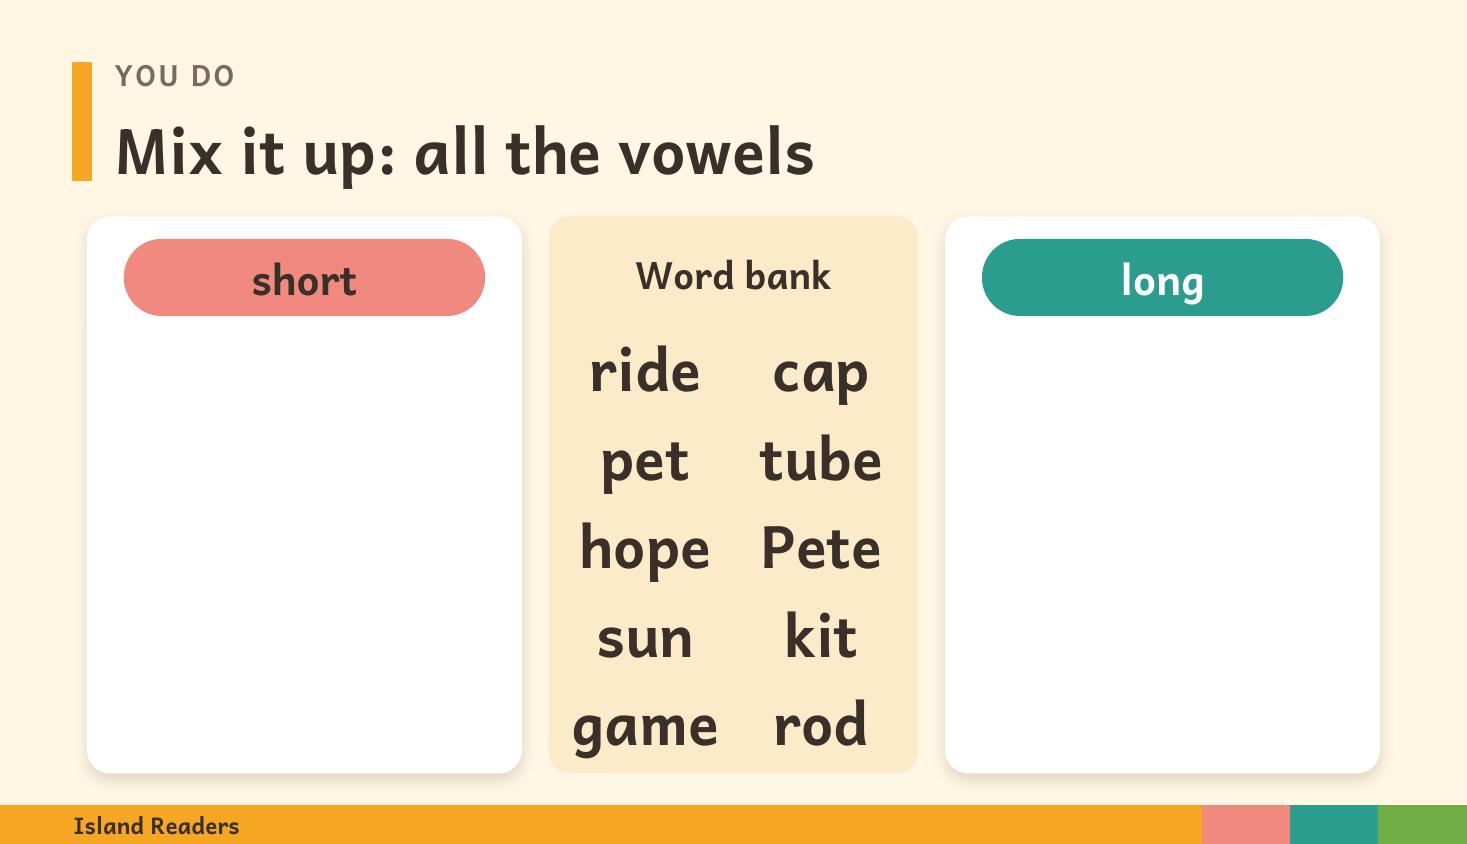 YOU DO
Mix it up: all the vowels
short
Word bank
ride cap
pet tube
hope Pete
sun kit
game rod
long
Island Readers